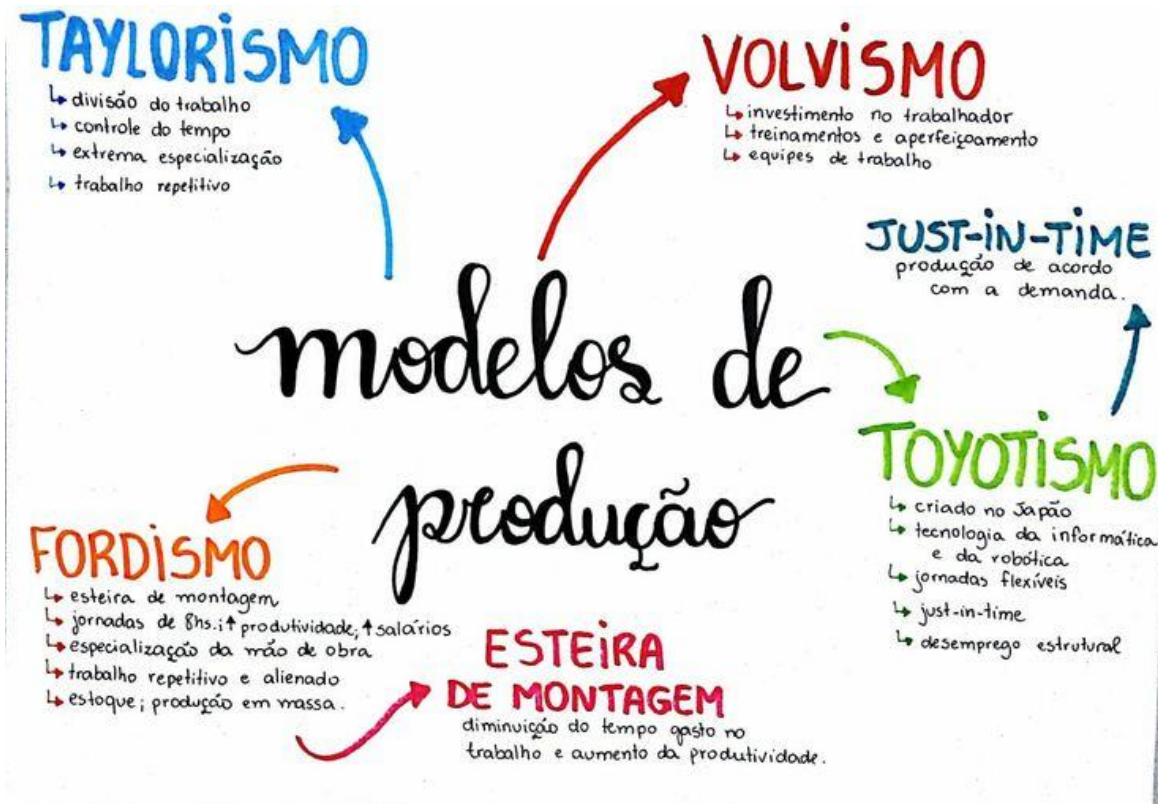 TAYLORISMO
↳ divisão do trabalho
↳ controle do tempo
↳ extrema especialização
↳ trabalho repetitivo
VOLVISMO
↳ investimento no trabalhador
↳ treinamentos e aperfeiçoamento
↳ equipes de trabalho
JUST-IN-TIME
produção de acordo
com a demanda.
modelos de
produção
TOYOTISMO
↳ criado no Japão
↳ tecnologia da informática
e da robótica
↳ jornadas flexíveis
↳ just-in-time
↳ desemprego estrutural
FORDISMO
↳ esteira de montagem
↳ jornadas de 8hs.; ↑ produtividade; ↑ salários
↳ especialização da mão de obra
↳ trabalho repetitivo e alienado
↳ estoque; produção em massa.
ESTEIRA
DE MONTAGEM
diminuição do tempo gasto no
trabalho e aumento da produtividade.